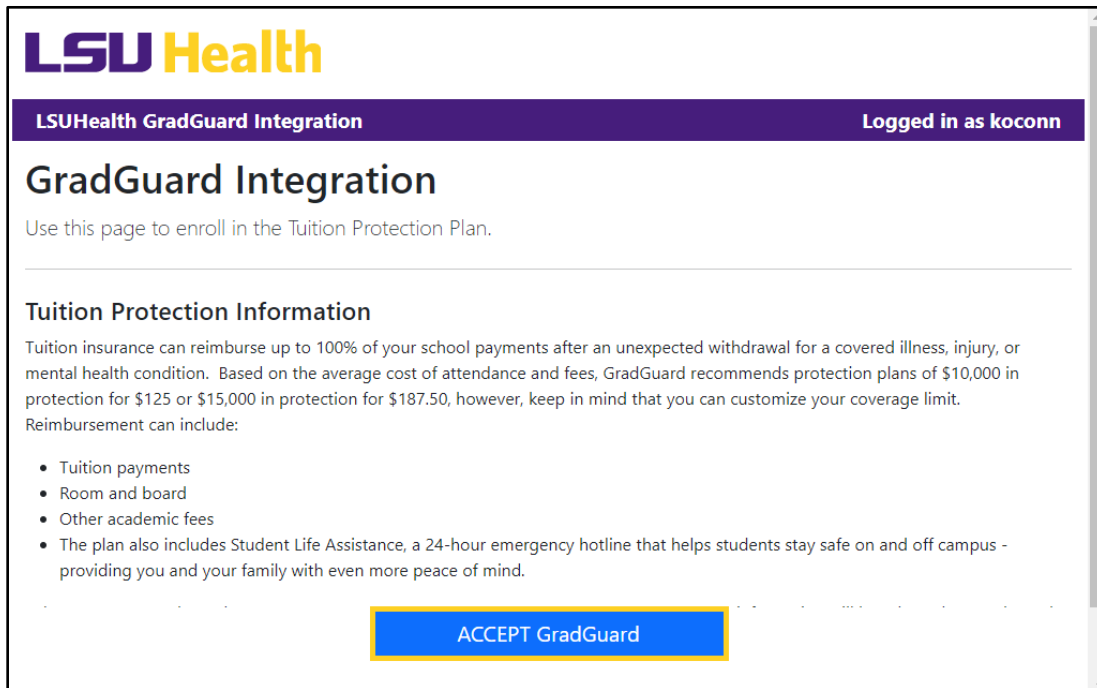 LSU Health
LSUHealth GradGuard Integration Logged in as koconn
GradGuard Integration
Use this page to enroll in the Tuition Protection Plan.
Tuition Protection Information
Tuition insurance can reimburse up to 100% of your school payments after an unexpected withdrawal for a covered illness, injury, or
mental health condition.  Based on the average cost of attendance and fees, GradGuard recommends protection plans of $10,000 in
protection for $125 or $15,000 in protection for $187.50, however, keep in mind that you can customize your coverage limit.
Reimbursement can include:
• Tuition payments
• Room and board
• Other academic fees
• The plan also includes Student Life Assistance, a 24-hour emergency hotline that helps students stay safe on and off campus -
providing you and your family with even more peace of mind.
ACCEPT GradGuard